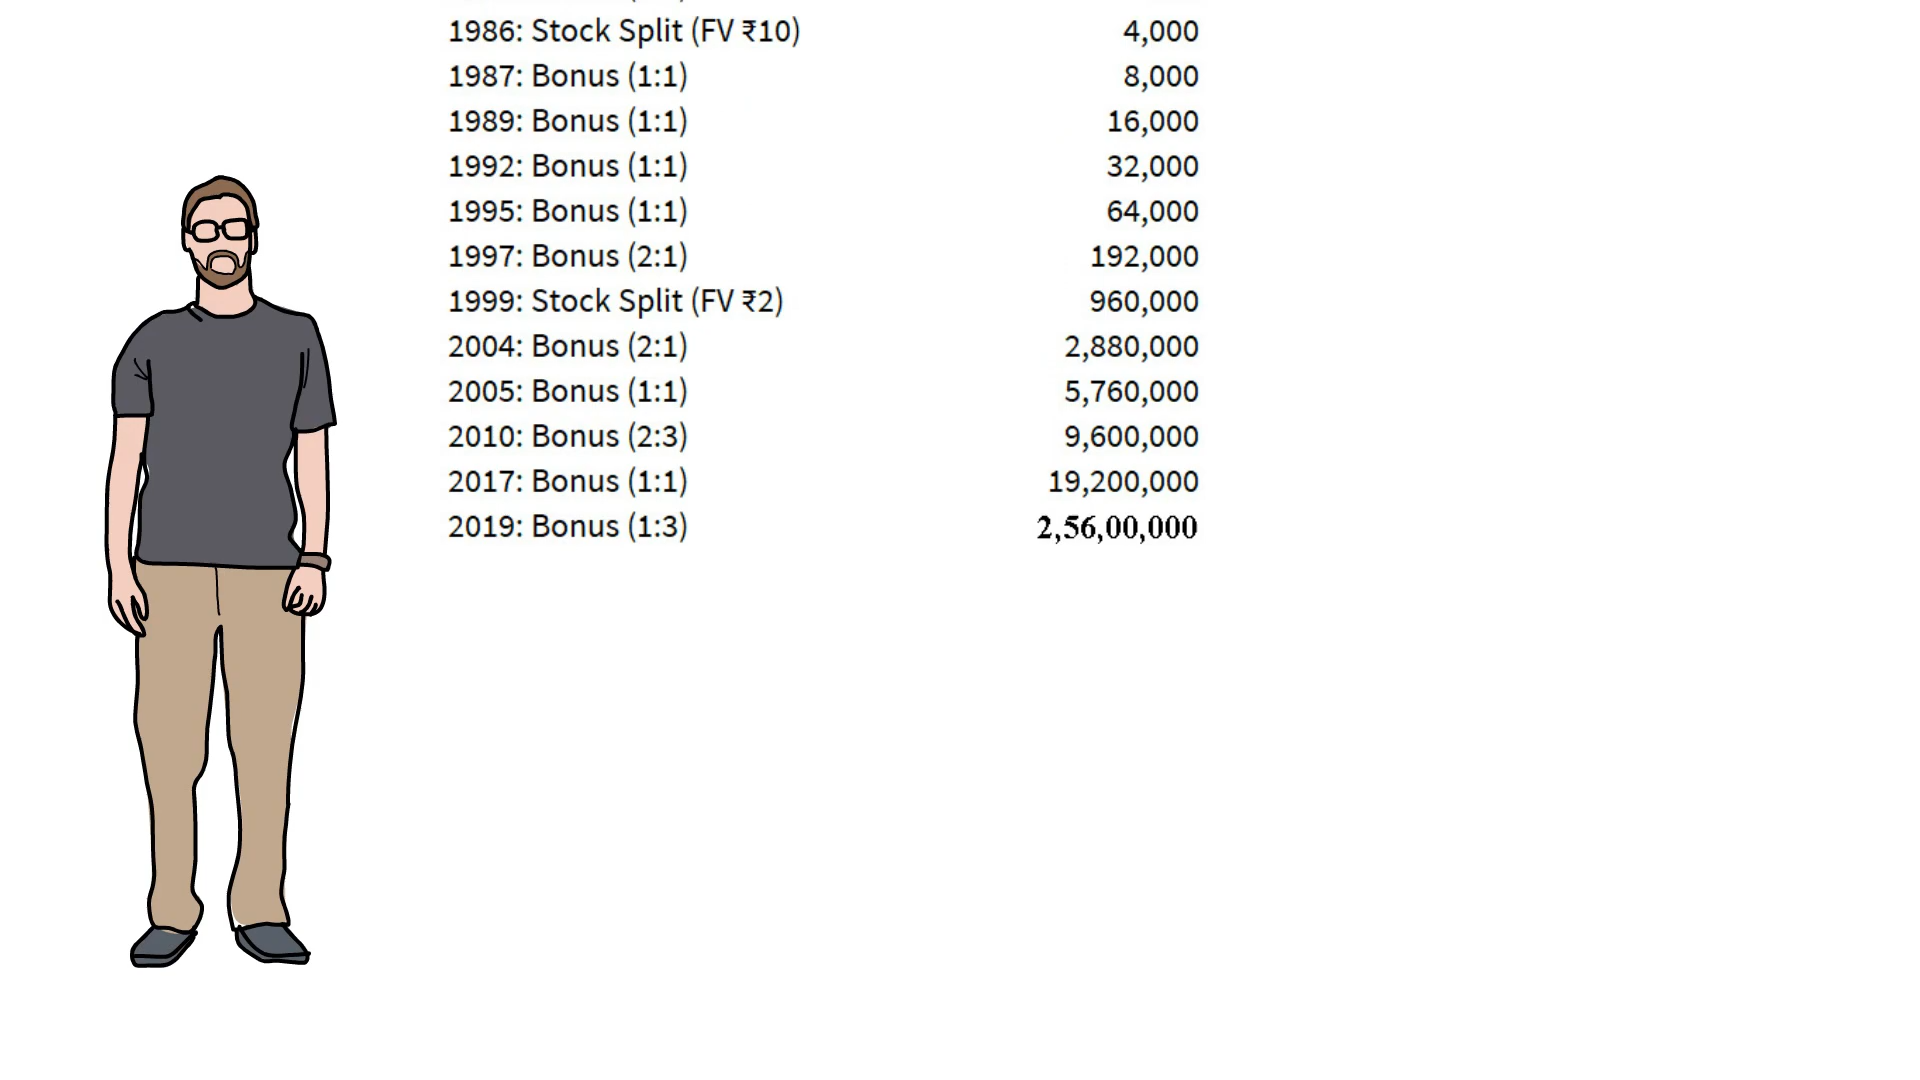 1986: Stock Split (FV ₹10) 4,000
1987: Bonus (1:1) 8,000
1989: Bonus (1:1) 16,000
1992: Bonus (1:1) 32,000
1995: Bonus (1:1) 64,000
1997: Bonus (2:1) 192,000
1999: Stock Split (FV ₹2) 960,000
2004: Bonus (2:1) 2,880,000
2005: Bonus (1:1) 5,760,000
2010: Bonus (2:3) 9,600,000
2017: Bonus (1:1) 19,200,000
2019: Bonus (1:3) 2,56,00,000